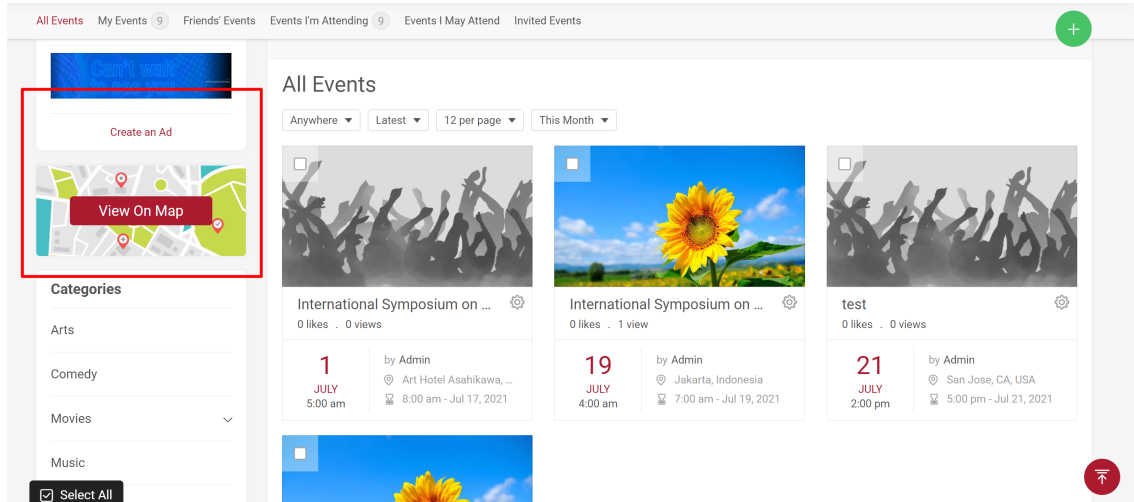 All Events My Events 9 Friends' Events Events I'm Attending 9 Events I May Attend Invited Events
Can't wait
to see you
Create an Ad
View On Map
Categories
Arts
Comedy
Movies
Music
Select All
All Events
Anywhere Latest 12 per page This Month
International Symposium on ...
0 likes . 0 views
1
JULY
5:00 am
by Admin
Art Hotel Asahikawa, ...
8:00 am - Jul 17, 2021
International Symposium on ...
0 likes . 1 view
19
JULY
4:00 am
by Admin
Jakarta, Indonesia
7:00 am - Jul 19, 2021
test
0 likes . 0 views
21
JULY
2:00 pm
by Admin
San Jose, CA, USA
5:00 pm - Jul 21, 2021